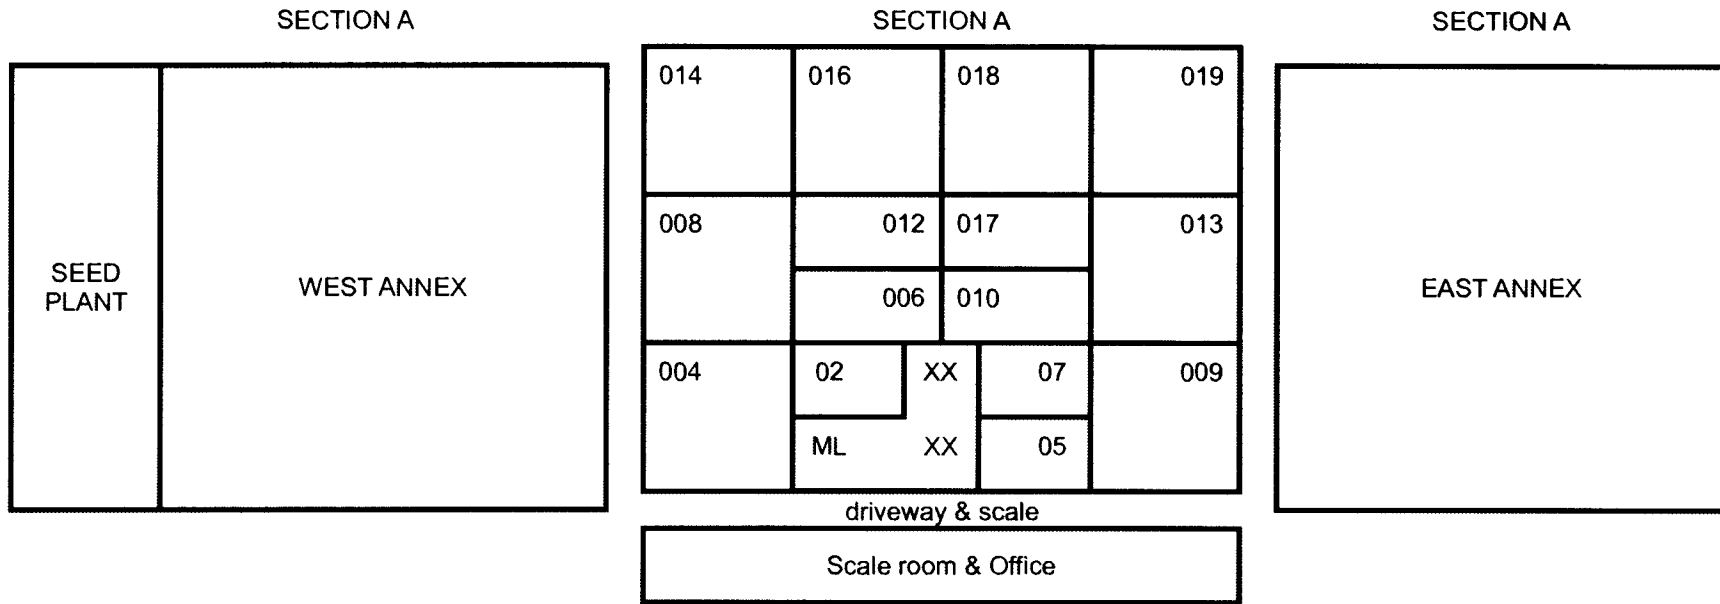 SECTION A SECTION A SECTION A
014 016 018 019
008 012 017 013
SEED
PLANT
WEST ANNEX
006 010
EAST ANNEX
004 02 XX 07 009
ML XX 05
driveway & scale
Scale room & Office